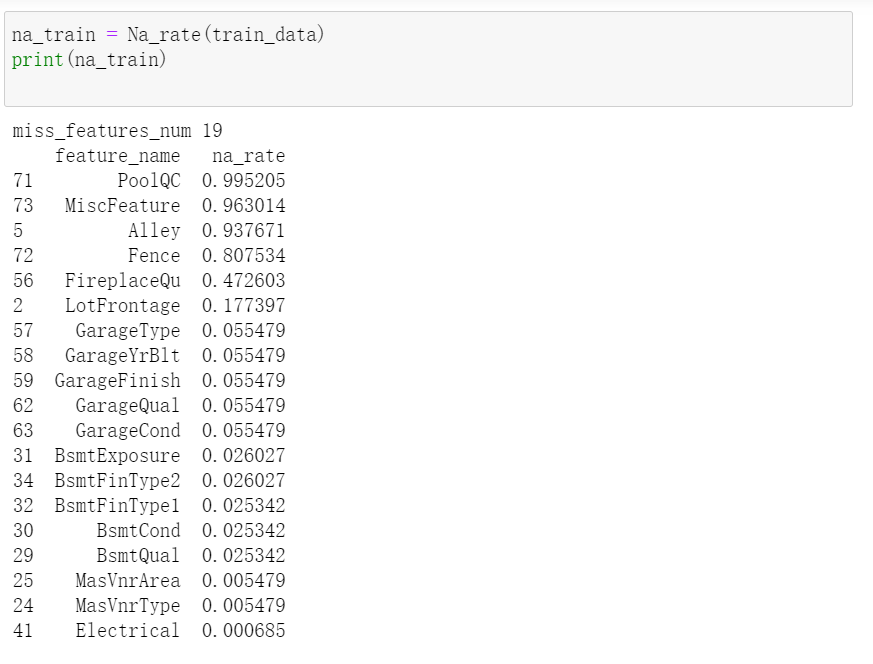 na_train = Na_rate(train_data)
print(na_train)
miss_features_num 19
    feature_name   na_rate
71        PoolQC  0.995205
73   MiscFeature  0.963014
5          Alley  0.937671
72         Fence  0.807534
56   FireplaceQu  0.472603
2    LotFrontage  0.177397
57    GarageType  0.055479
58   GarageYrBlt  0.055479
59  GarageFinish  0.055479
62    GarageQual  0.055479
63    GarageCond  0.055479
31  BsmtExposure  0.026027
34  BsmtFinType2  0.026027
32  BsmtFinType1  0.025342
30      BsmtCond  0.025342
29      BsmtQual  0.025342
25    MasVnrArea  0.005479
24    MasVnrType  0.005479
41    Electrical  0.000685